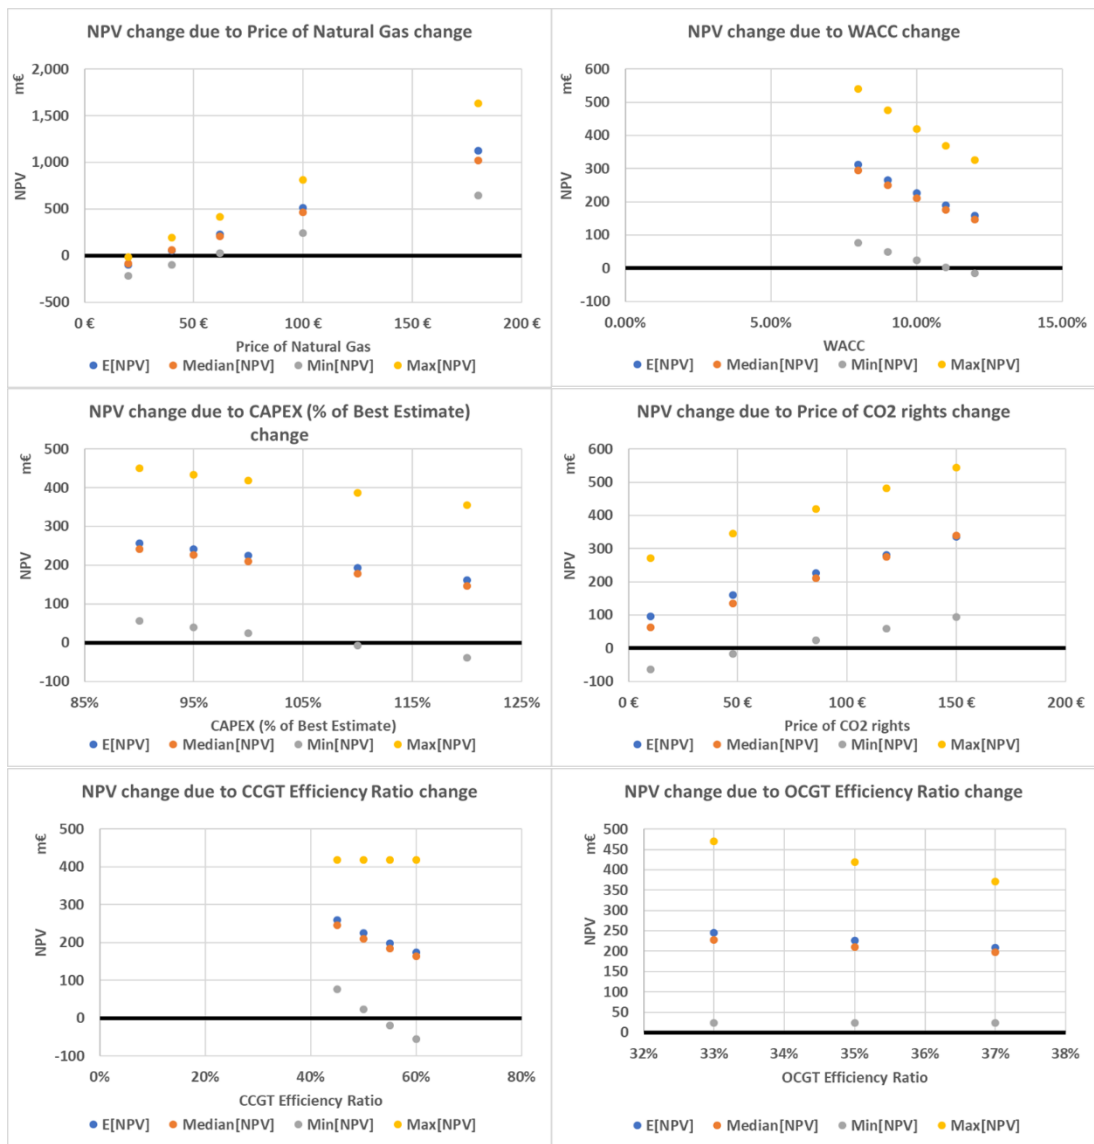 NPV change due to Price of Natural Gas change
m€
2,000
1,500
1,000
500
0
-500
NPV
0 €
50 €
100 €
150 €
200 €
Price of Natural Gas
E[NPV] Median[NPV] Min[NPV] Max[NPV]
NPV change due to WACC change
m€
600
500
400
300
200
100
0
-100
NPV
0.00%
5.00%
10.00%
15.00%
WACC
E[NPV] Median[NPV] Min[NPV] Max[NPV]
NPV change due to CAPEX (% of Best Estimate)
change
m€
500
400
300
200
100
0
-100
NPV
85%
95%
105%
115%
125%
CAPEX (% of Best Estimate)
E[NPV] Median[NPV] Min[NPV] Max[NPV]
NPV change due to Price of CO2 rights change
m€
600
500
400
300
200
100
0
-100
NPV
0 €
50 €
100 €
150 €
200 €
Price of CO2 rights
E[NPV] Median[NPV] Min[NPV] Max[NPV]
NPV change due to CCGT Efficiency Ratio change
m€
500
400
300
200
100
0
-100
NPV
0%
20%
40%
60%
80%
CCGT Efficiency Ratio
E[NPV] Median[NPV] Min[NPV] Max[NPV]
NPV change due to OCGT Efficiency Ratio change
m€
500
450
400
350
300
250
200
150
100
50
0
NPV
32%
33%
34%
35%
36%
37%
38%
OCGT Efficiency Ratio
E[NPV] Median[NPV] Min[NPV] Max[NPV]